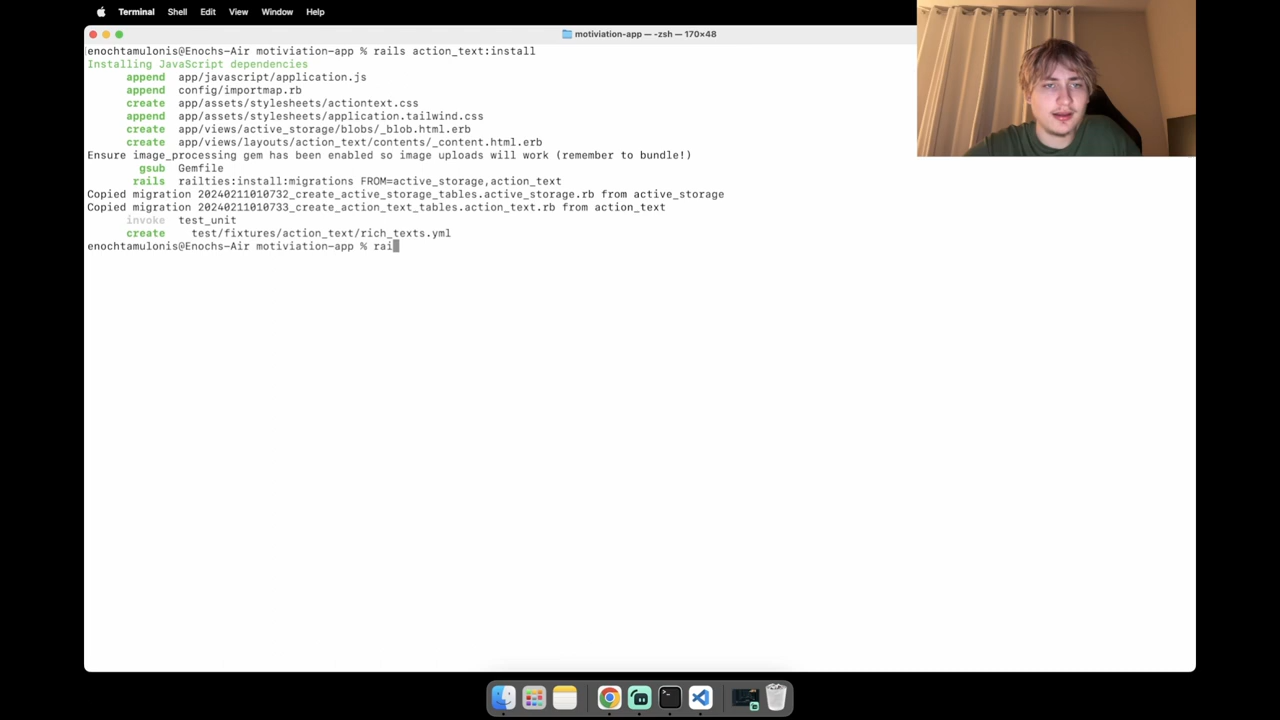 Terminal Shell Edit View Window Help
motiviation-app — -zsh — 170×48
enochtamulonis@Enochs-Air motiviation-app % rails action_text:install
Installing JavaScript dependencies
append app/javascript/application.js
append config/importmap.rb
create app/assets/stylesheets/actiontext.css
append app/assets/stylesheets/application.tailwind.css
create app/views/active_storage/blobs/_blob.html.erb
create app/views/layouts/action_text/contents/_content.html.erb
Ensure image_processing gem has been enabled so image uploads will work (remember to bundle!)
gsub Gemfile
rails railties:install:migrations FROM=active_storage,action_text
Copied migration 20240211010732_create_active_storage_tables.active_storage.rb from active_storage
Copied migration 20240211010733_create_action_text_tables.action_text.rb from action_text
invoke test_unit
create test/fixtures/action_text/rich_texts.yml
enochtamulonis@Enochs-Air motiviation-app % rai